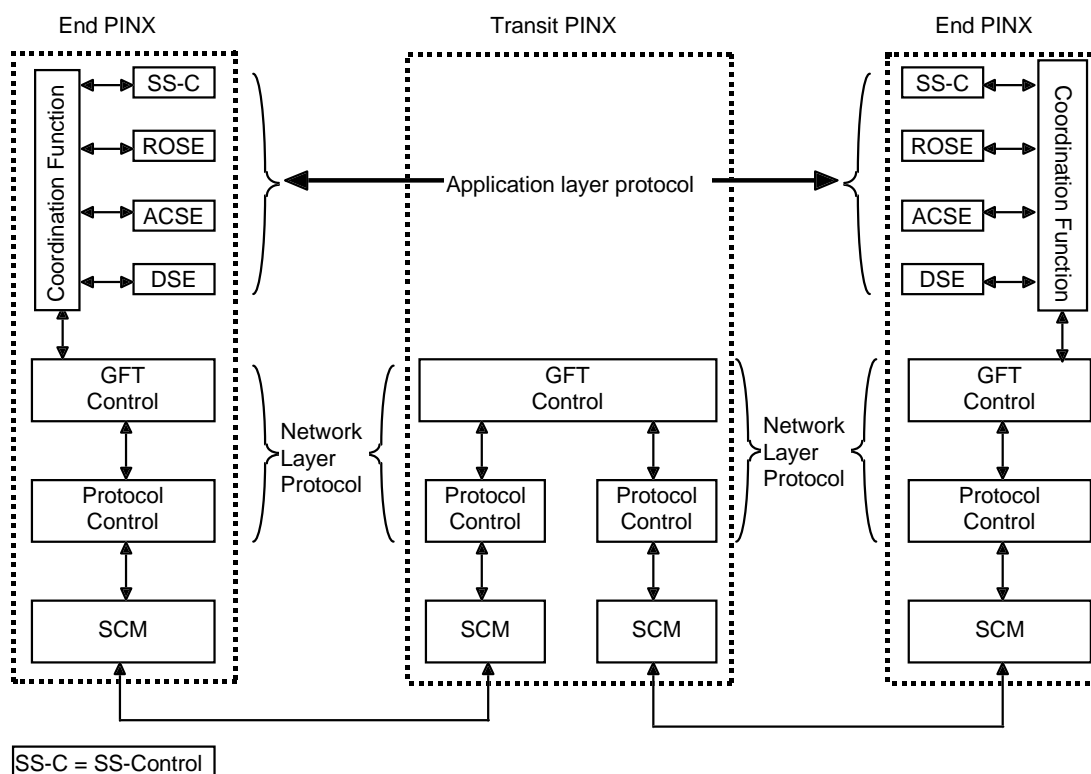 End PINX
Transit PINX
End PINX
Coordination Function
SS-C
ROSE
ACSE
DSE
Application layer protocol
SS-C
ROSE
ACSE
DSE
Coordination Function
GFT
Control
Network
Layer
Protocol
GFT
Control
Network
Layer
Protocol
GFT
Control
Protocol
Control
Protocol
Control
Protocol
Control
Protocol
Control
SCM
SCM
SCM
SCM
SS-C = SS-Control